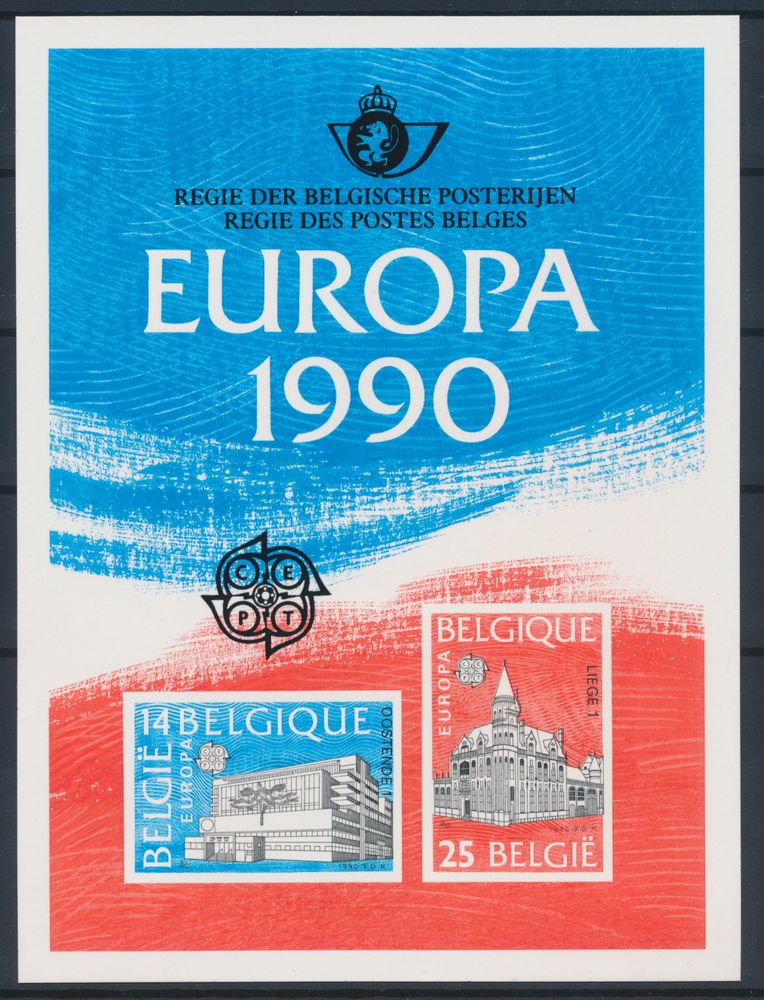 REGIE DER BELGISCHE POSTERIJEN
REGIE DES POSTES BELGES
EUROPA
1990
C E
P T
BELGIQUE
EUROPA
C E
P T
LIEGE 1
1990
25 BELGIË
14 BELGIQUE
BELGIË
EUROPA
C E
P T
OOSTENDE 1
1990 F D R